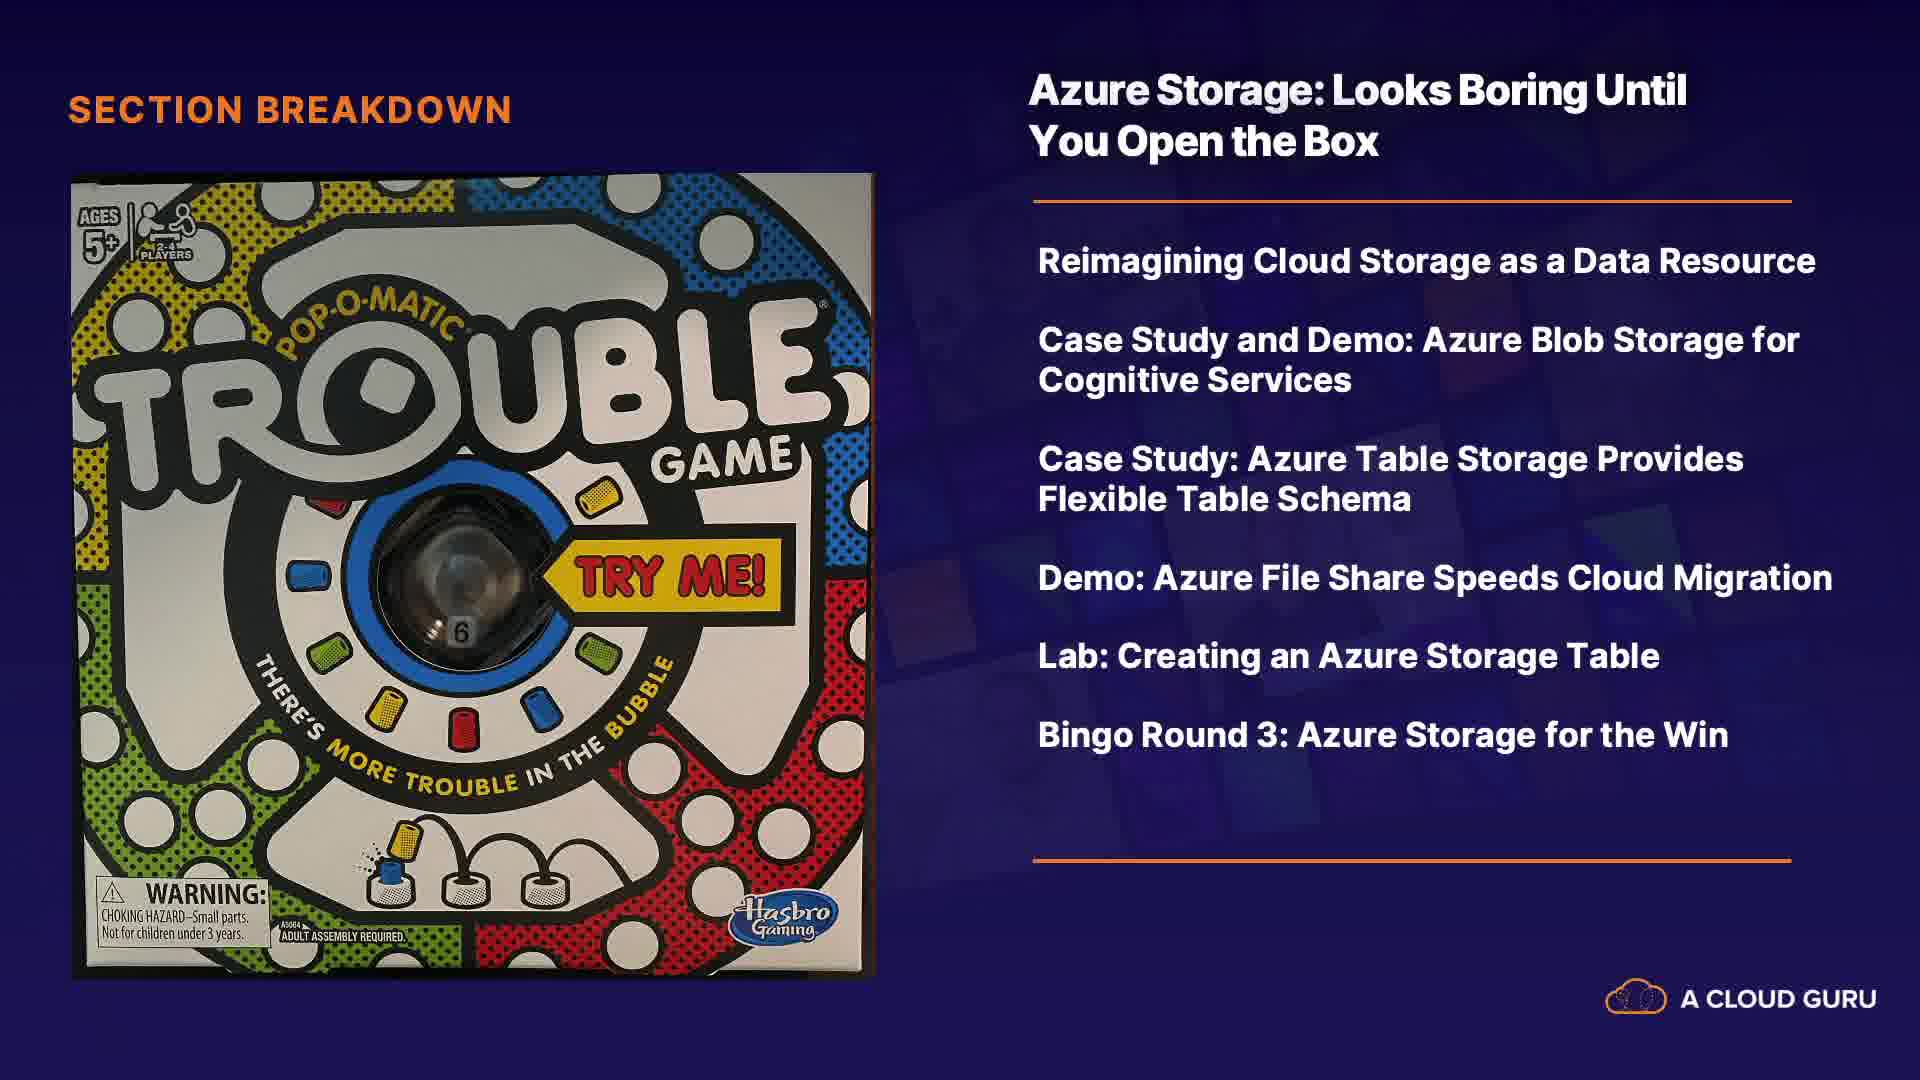 SECTION BREAKDOWN
AGES
5+
2-4
PLAYERS
POP-O-MATIC
TROUBLE®
GAME
TRY ME!
6
THERE'S MORE TROUBLE IN THE BUBBLE
WARNING:
CHOKING HAZARD–Small parts.
Not for children under 3 years.
A5064
ADULT ASSEMBLY REQUIRED.
Hasbro
Gaming
Azure Storage: Looks Boring Until
You Open the Box
Reimagining Cloud Storage as a Data Resource
Case Study and Demo: Azure Blob Storage for
Cognitive Services
Case Study: Azure Table Storage Provides
Flexible Table Schema
Demo: Azure File Share Speeds Cloud Migration
Lab: Creating an Azure Storage Table
Bingo Round 3: Azure Storage for the Win
A CLOUD GURU